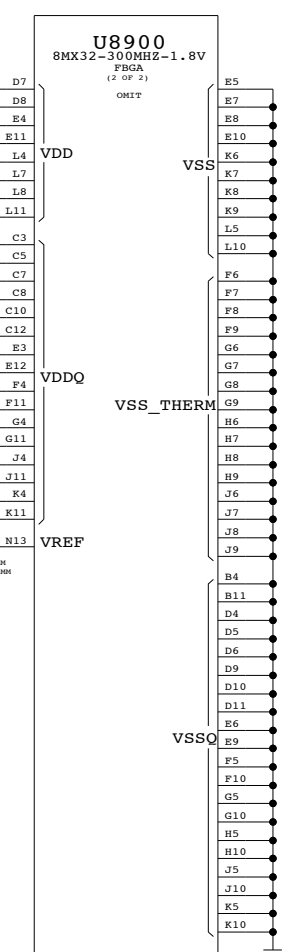 U8900
8MX32-300MHZ-1.8V
FBGA
(2 OF 2)
OMIT
D7
D8
E4
E11
L4
L7
L8
L11
VDD
C3
C5
C7
C8
C10
C12
E3
E12
F4
F11
G4
G11
J4
J11
K4
K11
VDDQ
N13 VREF
M
MM
E5
E7
E8
E10
K6
K7
K8
K9
L5
L10
VSS
F6
F7
F8
F9
G6
G7
G8
G9
H6
H7
H8
H9
J6
J7
J8
J9
VSS_THERM
B4
B11
D4
D5
D6
D9
D10
D11
E6
E9
F5
F10
G5
G10
H5
H10
J5
J10
K5
K10
VSSQ